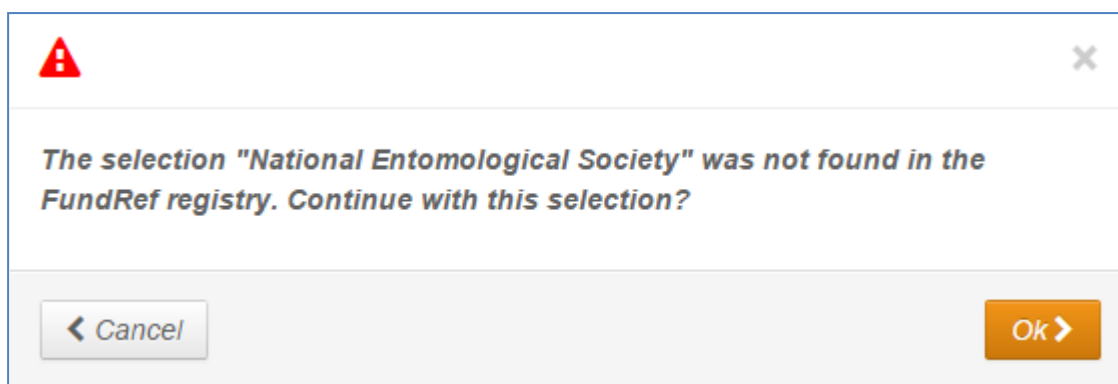 The selection "National Entomological Society" was not found in the
FundRef registry. Continue with this selection?
Cancel
Ok